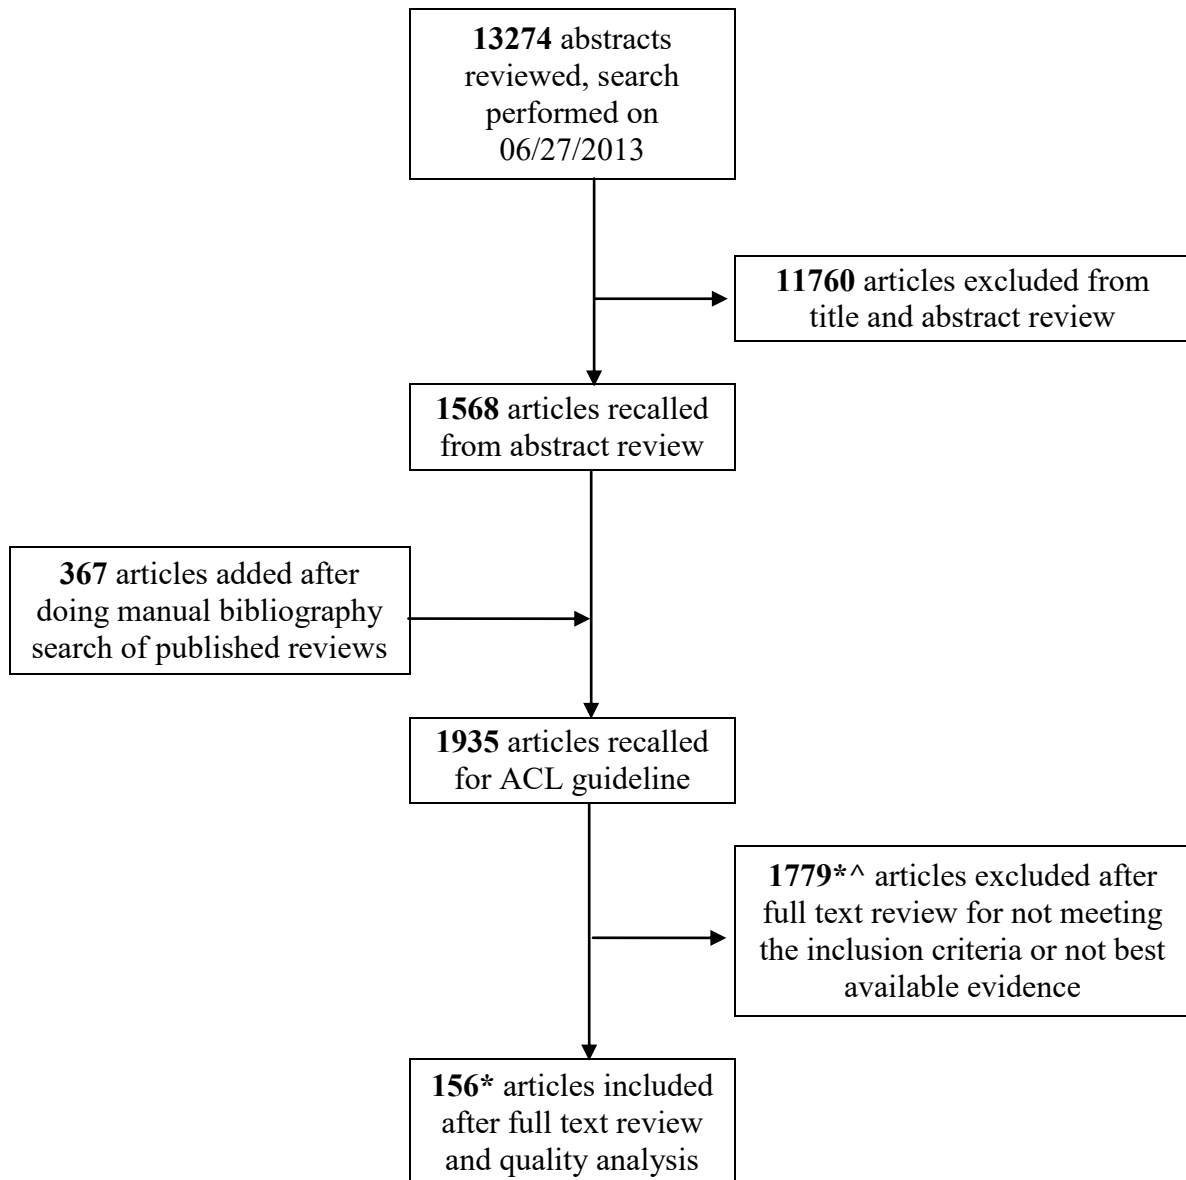 13274 abstracts
reviewed, search
performed on
06/27/2013
11760 articles excluded from
title and abstract review
1568 articles recalled
from abstract review
367 articles added after
doing manual bibliography
search of published reviews
1935 articles recalled
for ACL guideline
1779*^ articles excluded after
full text review for not meeting
the inclusion criteria or not best
available evidence
156* articles included
after full text review
and quality analysis